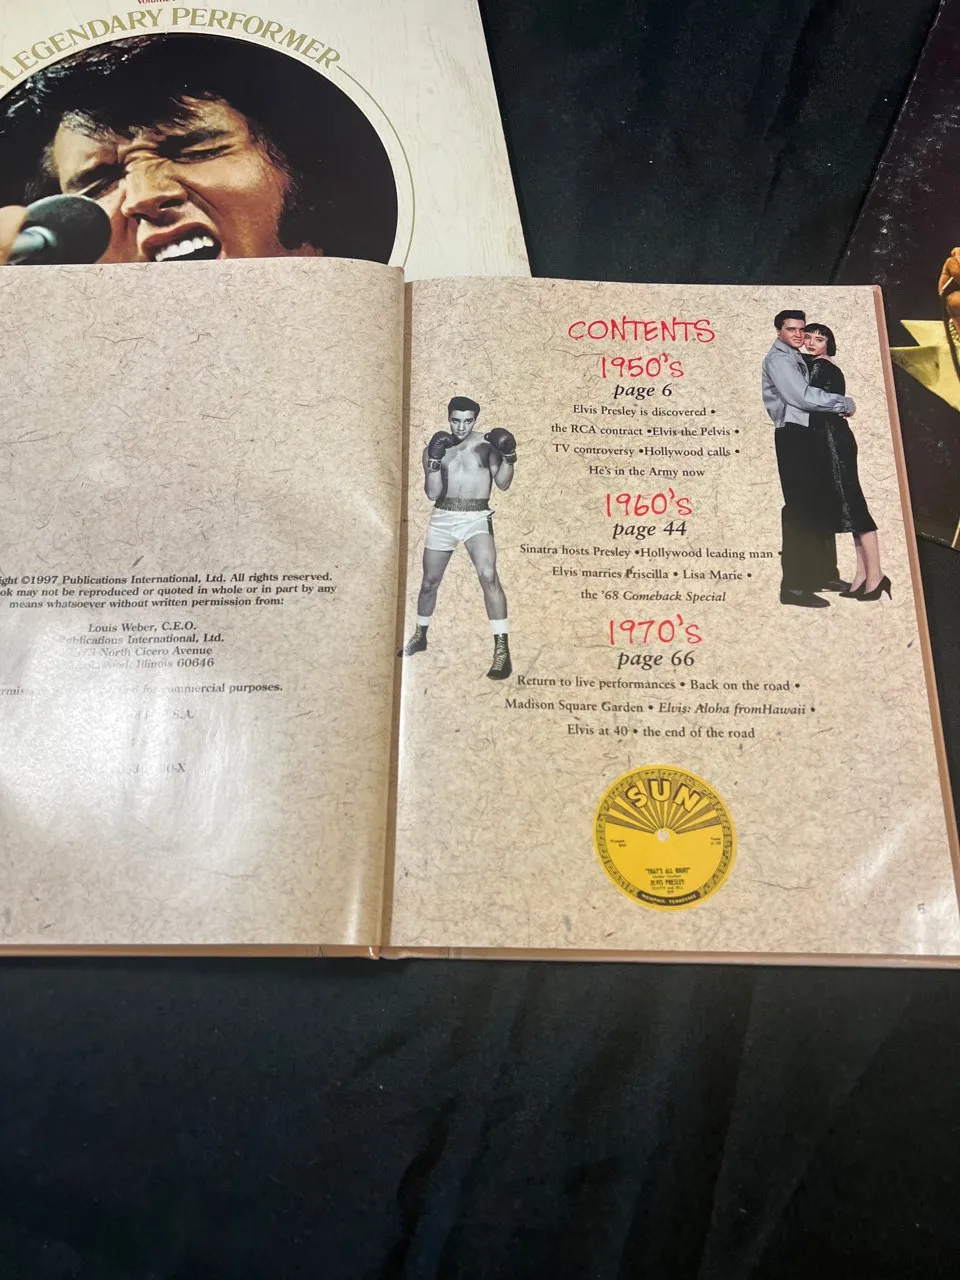 LEGENDARY PERFORMER
©1997 Publications International, Ltd. All rights reserved.
may not be reproduced or quoted in whole or in part by any
means whatsoever without written permission from:
Louis Weber, C.E.O.
Publications International, Ltd.
North Cicero Avenue
Illinois 60646
for commercial purposes.
CONTENTS
1950's
page 6
Elvis Presley is discovered •
the RCA contract •Elvis the Pelvis •
TV controversy •Hollywood calls •
He's in the Army now
1960's
page 44
Sinatra hosts Presley •Hollywood leading man •
Elvis marries Priscilla • Lisa Marie •
the '68 Comeback Special
1970's
page 66
Return to live performances • Back on the road •
Madison Square Garden • Elvis: Aloha fromHawaii •
Elvis at 40 • the end of the road
SUN
"THAT'S ALL RIGHT"
ELVIS PRESLEY
MEMPHIS, TENNESSEE
5